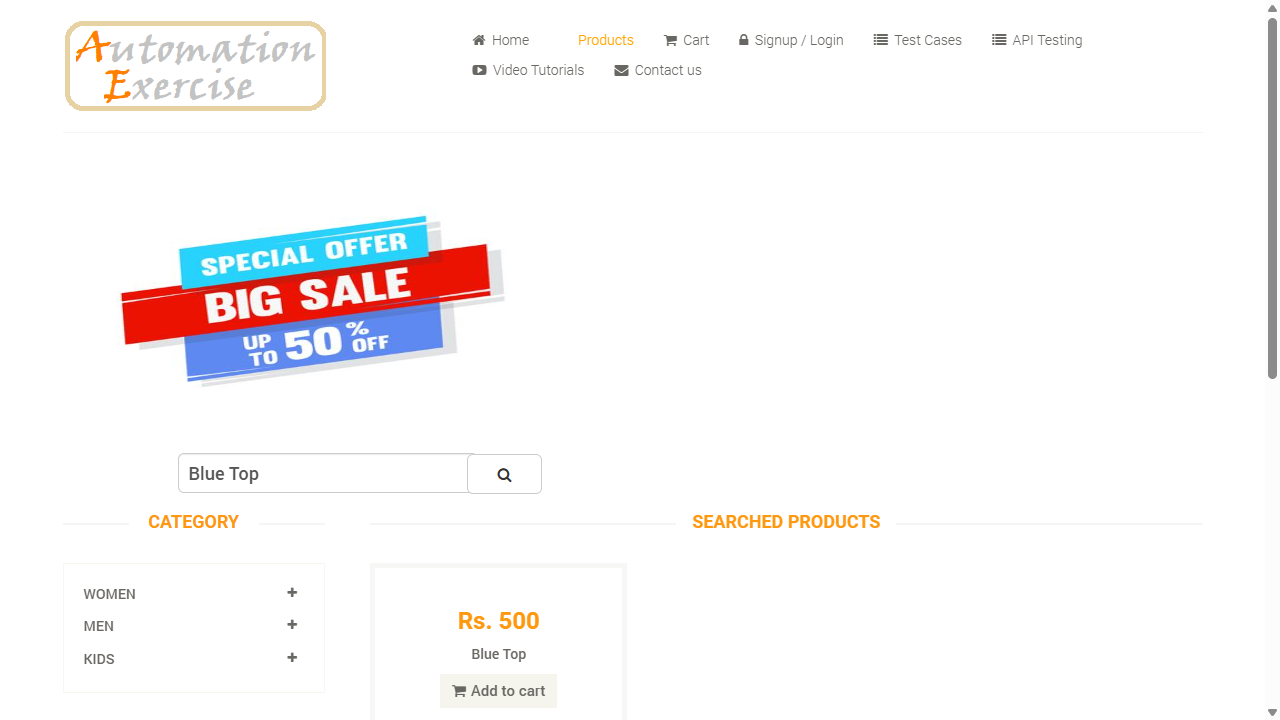 Automation
Exercise
Home
Products
Cart
Signup / Login
Test Cases
API Testing
Video Tutorials
Contact us
SPECIAL OFFER
BIG SALE
UP TO 50% OFF
Blue Top
CATEGORY
WOMEN
MEN
KIDS
SEARCHED PRODUCTS
Rs. 500
Blue Top
Add to cart